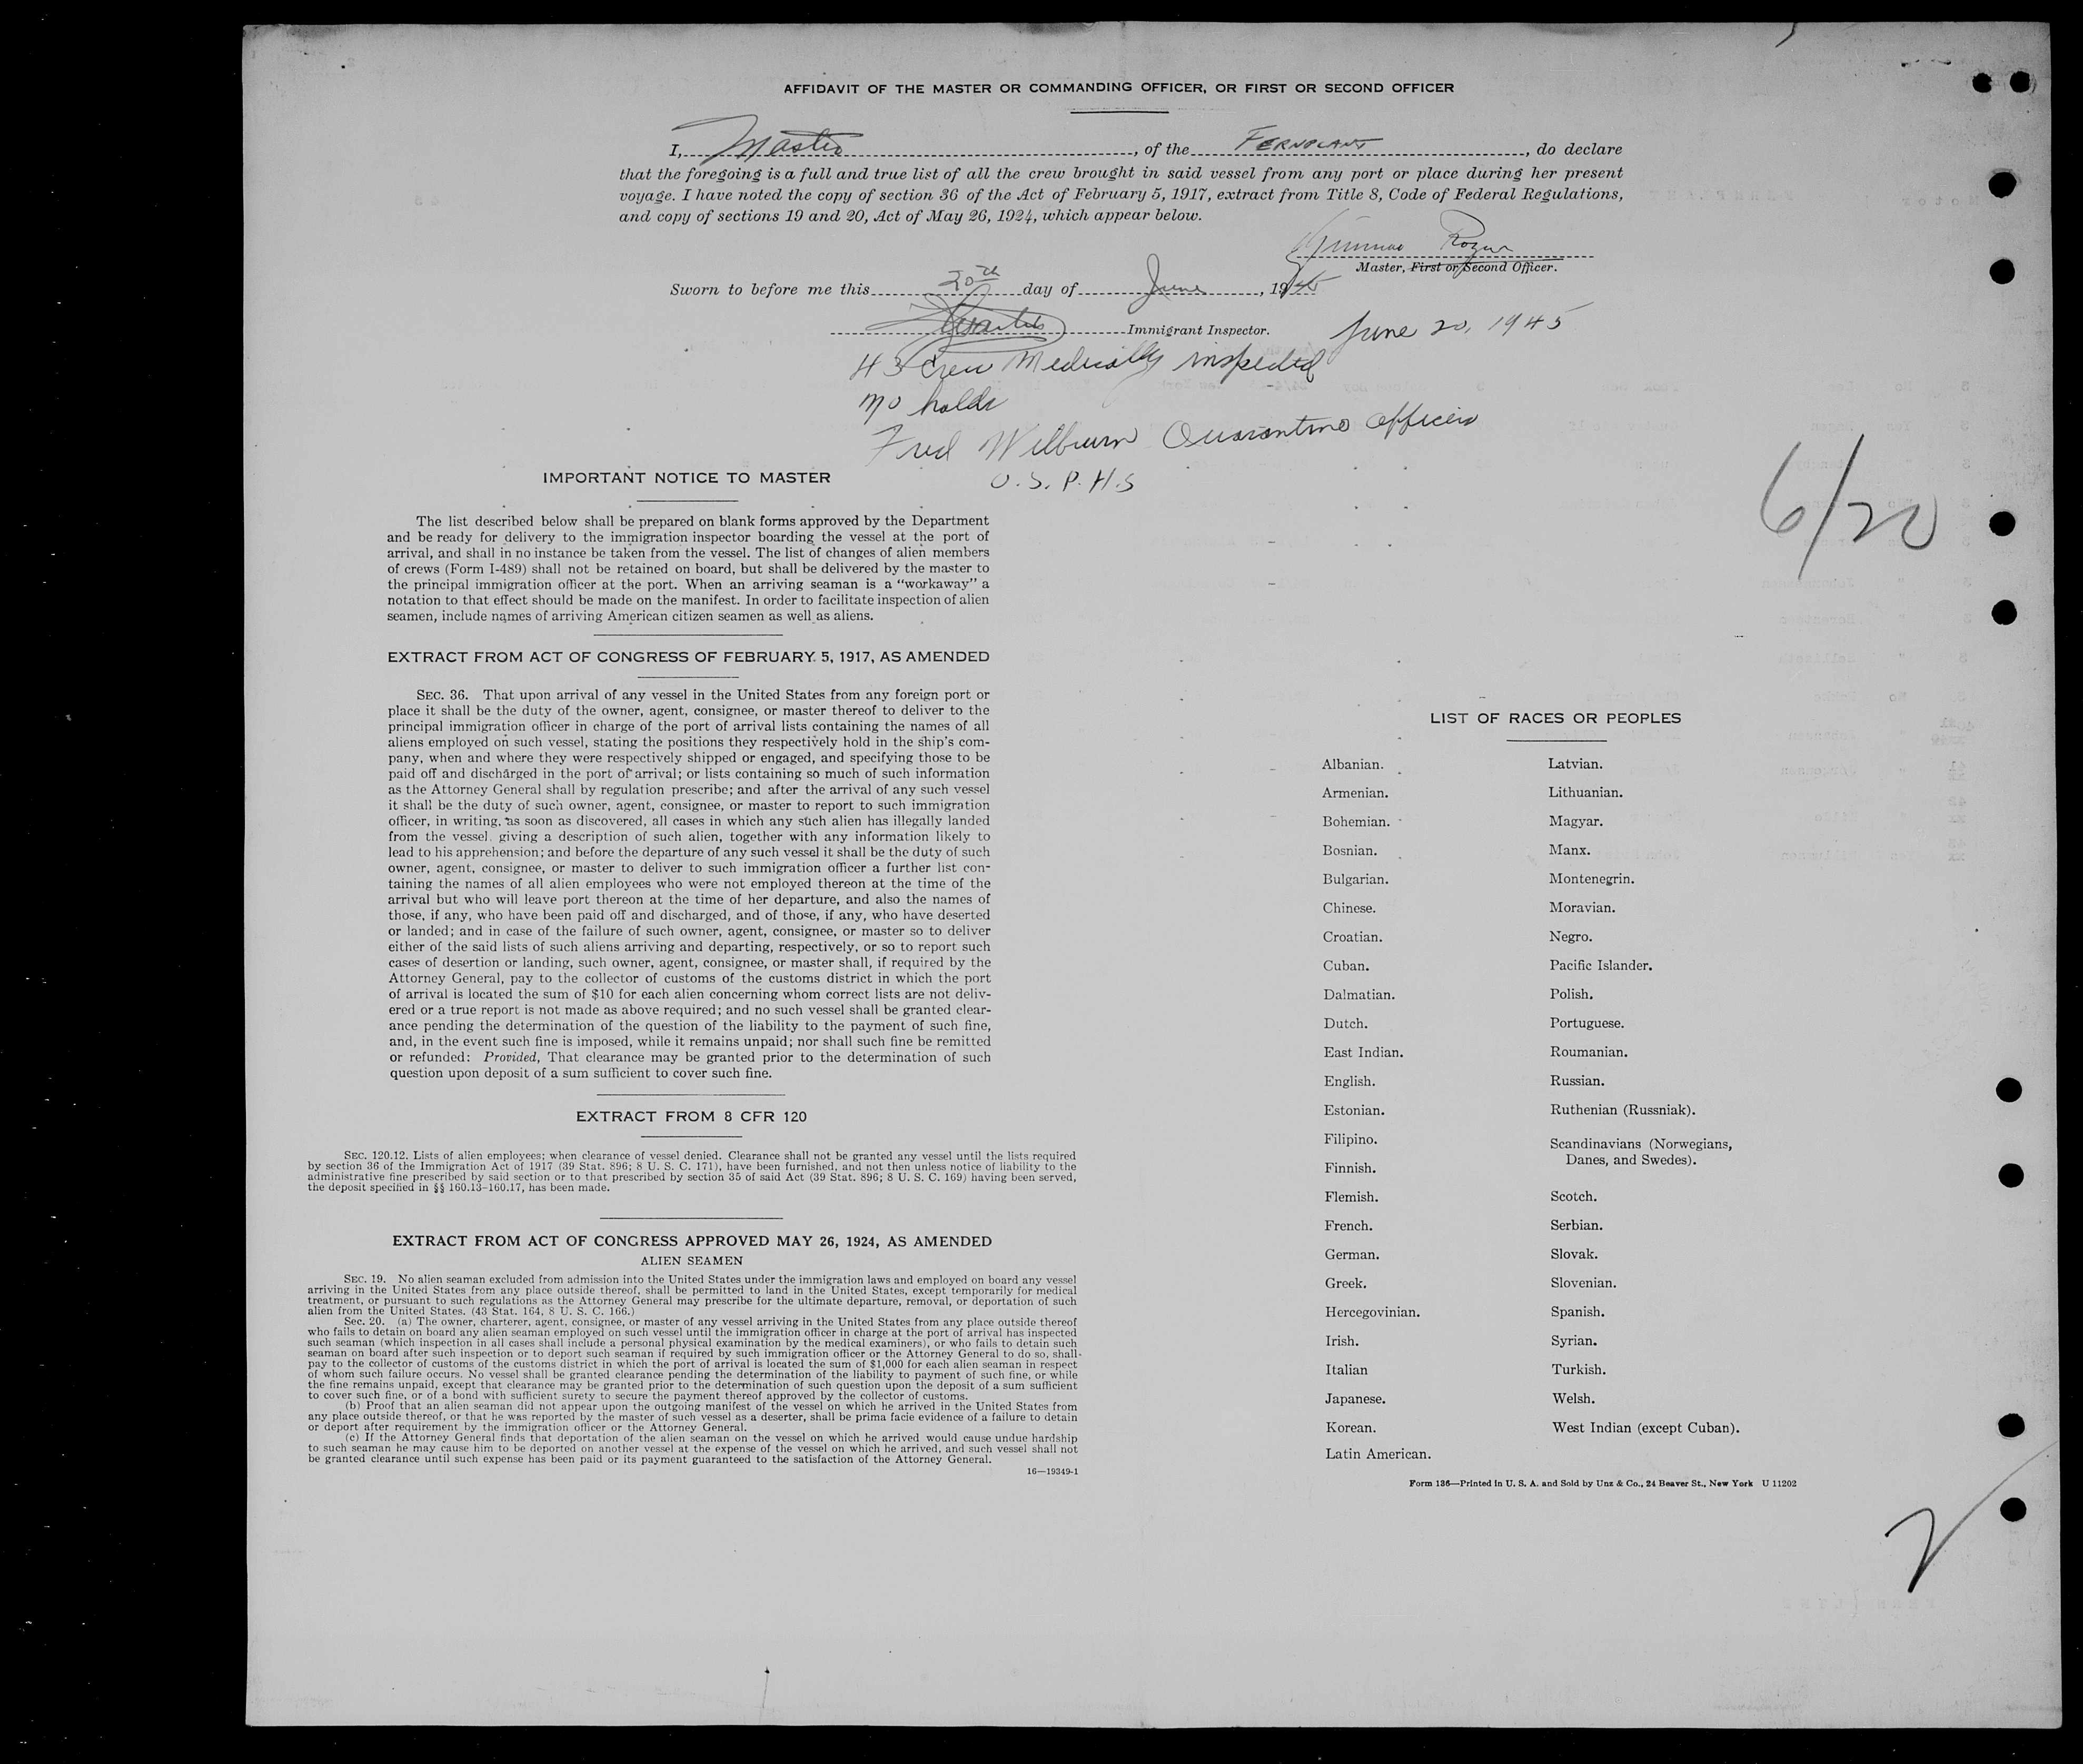 AFFIDAVIT OF THE MASTER OR COMMANDING OFFICER, OR FIRST OR SECOND OFFICER
I, Master, of the FERNPLANT, do declare
that the foregoing is a full and true list of all the crew brought in said vessel from any port or place during her present
voyage. I have noted the copy of section 36 of the Act of February 5, 1917, extract from Title 8, Code of Federal Regulations,
and copy of sections 19 and 20, Act of May 26, 1924, which appear below.
Master, First or Second Officer.
Sworn to before me this 20th day of June, 1945
Immigrant Inspector. June 20, 1945
43 Crew Medically inspected
no holds
Fred Wilburn Quarantine Officer
U. S. P. H. S
6/20
IMPORTANT NOTICE TO MASTER
The list described below shall be prepared on blank forms approved by the Department
and be ready for delivery to the immigration inspector boarding the vessel at the port of
arrival, and shall in no instance be taken from the vessel. The list of changes of alien members
of crews (Form I-489) shall not be retained on board, but shall be delivered by the master to
the principal immigration officer at the port. When an arriving seaman is a “workaway” a
notation to that effect should be made on the manifest. In order to facilitate inspection of alien
seamen, include names of arriving American citizen seamen as well as aliens.
EXTRACT FROM ACT OF CONGRESS OF FEBRUARY 5, 1917, AS AMENDED
SEC. 36. That upon arrival of any vessel in the United States from any foreign port or
place it shall be the duty of the owner, agent, consignee, or master thereof to deliver to the
principal immigration officer in charge of the port of arrival lists containing the names of all
aliens employed on such vessel, stating the positions they respectively hold in the ship's com-
pany, when and where they were respectively shipped or engaged, and specifying those to be
paid off and discharged in the port of arrival; or lists containing so much of such information
as the Attorney General shall by regulation prescribe; and after the arrival of any such vessel
it shall be the duty of such owner, agent, consignee, or master to report to such immigration
officer, in writing, as soon as discovered, all cases in which any such alien has illegally landed
from the vessel, giving a description of such alien, together with any information likely to
lead to his apprehension; and before the departure of any such vessel it shall be the duty of such
owner, agent, consignee, or master to deliver to such immigration officer a further list con-
taining the names of all alien employees who were not employed thereon at the time of the
arrival but who will leave port thereon at the time of her departure, and also the names of
those, if any, who have been paid off and discharged, and of those, if any, who have deserted
or landed; and in case of the failure of such owner, agent, consignee, or master so to deliver
either of the said lists of such aliens arriving and departing, respectively, or so to report such
cases of desertion or landing, such owner, agent, consignee, or master shall, if required by the
Attorney General, pay to the collector of customs of the customs district in which the port
of arrival is located the sum of $10 for each alien concerning whom correct lists are not deliv-
ered or a true report is not made as above required; and no such vessel shall be granted clear-
ance pending the determination of the question of the liability to the payment of such fine,
and, in the event such fine is imposed, while it remains unpaid; nor shall such fine be remitted
or refunded: Provided, That clearance may be granted prior to the determination of such
question upon deposit of a sum sufficient to cover such fine.
EXTRACT FROM 8 CFR 120
SEC. 120.12. Lists of alien employees; when clearance of vessel denied. Clearance shall not be granted any vessel until the lists required
by section 36 of the Immigration Act of 1917 (39 Stat. 896; 8 U. S. C. 171), have been furnished, and not then unless notice of liability to the
administrative fine prescribed by said section or to that prescribed by section 35 of said Act (39 Stat. 896; 8 U. S. C. 169) having been served,
the deposit specified in §§ 160.13-160.17, has been made.
EXTRACT FROM ACT OF CONGRESS APPROVED MAY 26, 1924, AS AMENDED
ALIEN SEAMEN
SEC. 19. No alien seaman excluded from admission into the United States under the immigration laws and employed on board any vessel
arriving in the United States from any place outside thereof, shall be permitted to land in the United States, except temporarily for medical
treatment, or pursuant to such regulations as the Attorney General may prescribe for the ultimate departure, removal, or deportation of such
alien from the United States. (43 Stat. 164, 8 U. S. C. 166.)
Sec. 20. (a) The owner, charterer, agent, consignee, or master of any vessel arriving in the United States from any place outside thereof
who fails to detain on board any alien seaman employed on such vessel until the immigration officer in charge at the port of arrival has inspected
such seaman (which inspection in all cases shall include a personal physical examination by the medical examiners), or who fails to detain such
seaman on board after such inspection or to deport such seaman if required by such immigration officer or the Attorney General to do so, shall
pay to the collector of customs of the customs district in which the port of arrival is located the sum of $1,000 for each alien seaman in respect
of whom such failure occurs. No vessel shall be granted clearance pending the determination of the liability to payment of such fine, or while
the fine remains unpaid, except that clearance may be granted prior to the determination of such question upon the deposit of a sum sufficient
to cover such fine, or of a bond with sufficient surety to secure the payment thereof approved by the collector of customs.
(b) Proof that an alien seaman did not appear upon the outgoing manifest of the vessel on which he arrived in the United States from
any place outside thereof, or that he was reported by the master of such vessel as a deserter, shall be prima facie evidence of a failure to detain
or deport after requirement by the immigration officer or the Attorney General.
(c) If the Attorney General finds that deportation of the alien seaman on the vessel on which he arrived would cause undue hardship
to such seaman he may cause him to be deported on another vessel at the expense of the vessel on which he arrived, and such vessel shall not
be granted clearance until such expense has been paid or its payment guaranteed to the satisfaction of the Attorney General.
16—19349-1
LIST OF RACES OR PEOPLES
Albanian.
Armenian.
Bohemian.
Bosnian.
Bulgarian.
Chinese.
Croatian.
Cuban.
Dalmatian.
Dutch.
East Indian.
English.
Estonian.
Filipino.
Finnish.
Flemish.
French.
German.
Greek.
Hercegovinian.
Irish.
Italian
Japanese.
Korean.
Latin American.
Latvian.
Lithuanian.
Magyar.
Manx.
Montenegrin.
Moravian.
Negro.
Pacific Islander.
Polish.
Portuguese.
Roumanian.
Russian.
Ruthenian (Russniak).
Scandinavians (Norwegians,
Danes, and Swedes).
Scotch.
Serbian.
Slovak.
Slovenian.
Spanish.
Syrian.
Turkish.
Welsh.
West Indian (except Cuban).
Form 136—Printed in U. S. A. and Sold by Unz & Co., 24 Beaver St., New York U 11202